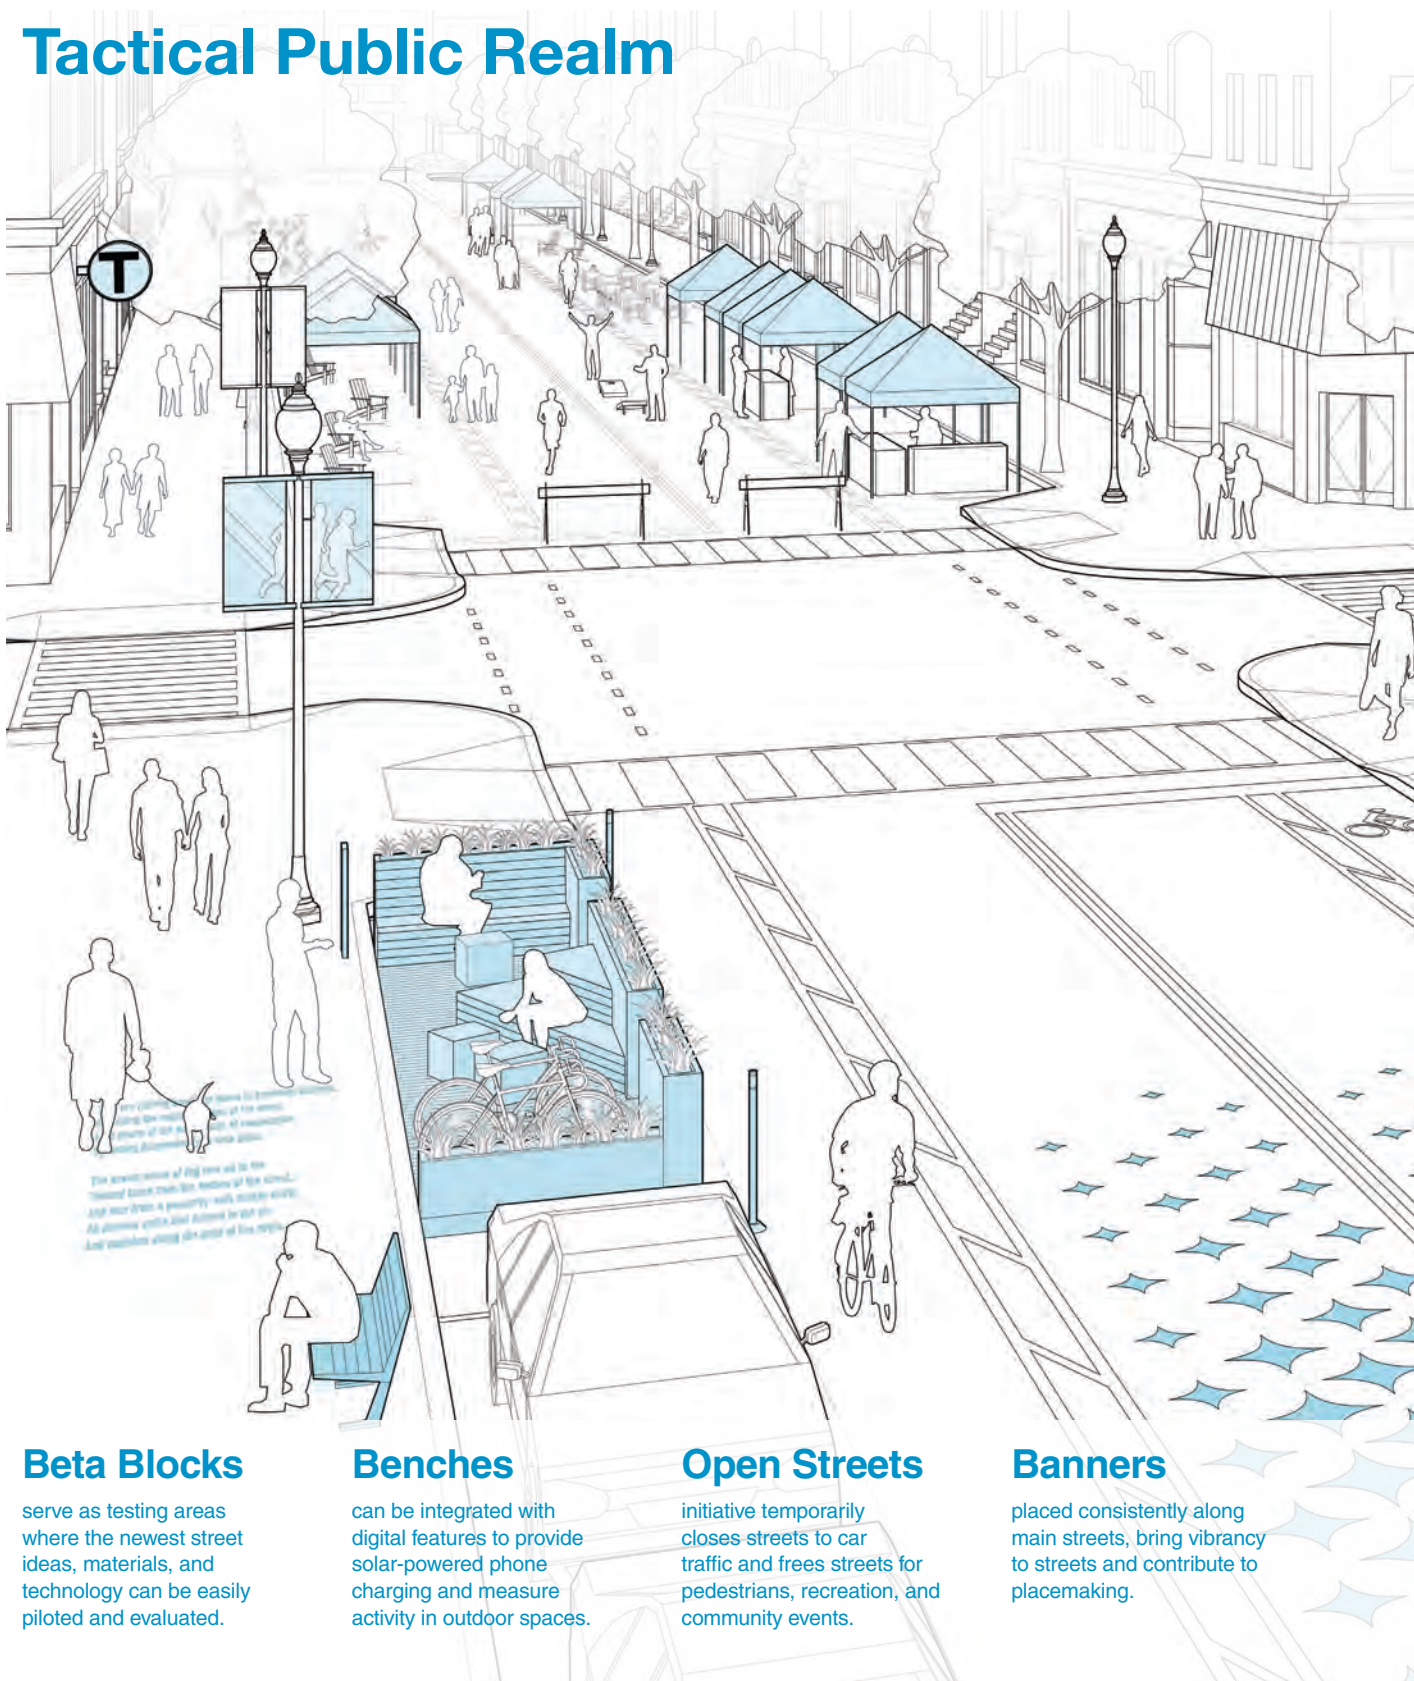 Tactical Public Realm
T
Beta Blocks
serve as testing areas
where the newest street
ideas, materials, and
technology can be easily
piloted and evaluated.
Benches
can be integrated with
digital features to provide
solar-powered phone
charging and measure
activity in outdoor spaces.
Open Streets
initiative temporarily
closes streets to car
traffic and frees streets for
pedestrians, recreation, and
community events.
Banners
placed consistently along
main streets, bring vibrancy
to streets and contribute to
placemaking.